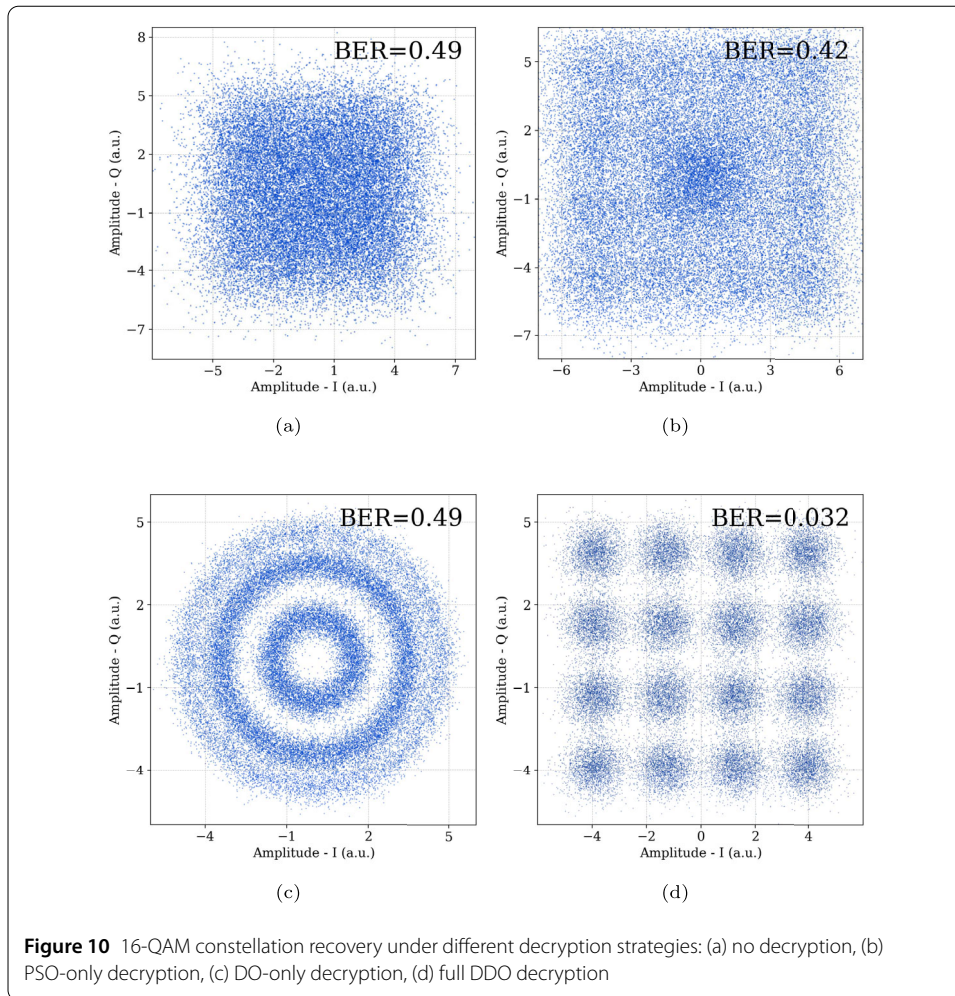 BER=0.49
8
5
2
−1
−4
−7
Amplitude - Q (a.u.)
−5 −2 1 4 7
Amplitude - I (a.u.)
(a)
BER=0.42
5
2
−1
−4
−7
Amplitude - Q (a.u.)
−6 −3 0 3 6
Amplitude - I (a.u.)
(b)
BER=0.49
5
2
−1
−4
Amplitude - Q (a.u.)
−4 −1 2 5
Amplitude - I (a.u.)
(c)
BER=0.032
5
2
−1
−4
Amplitude - Q (a.u.)
−4 −2 0 2 4
Amplitude - I (a.u.)
(d)
Figure 10 16-QAM constellation recovery under different decryption strategies: (a) no decryption, (b)
PSO-only decryption, (c) DO-only decryption, (d) full DDO decryption